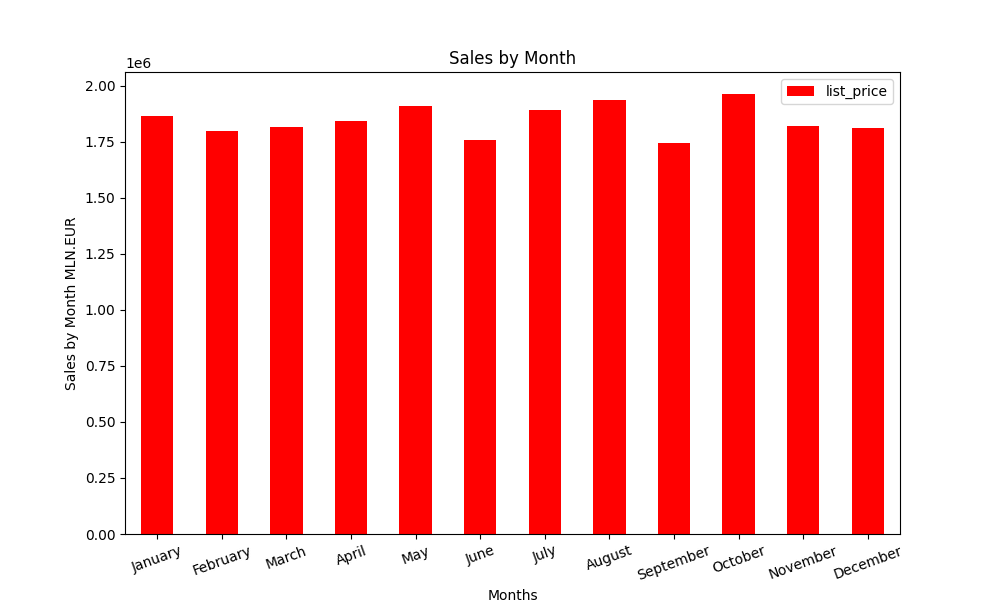 Sales by Month
1e6
list_price
2.00
1.75
1.50
1.25
1.00
0.75
0.50
0.25
0.00
Sales by Month MLN.EUR
January February March April May June July August September October November December
Months